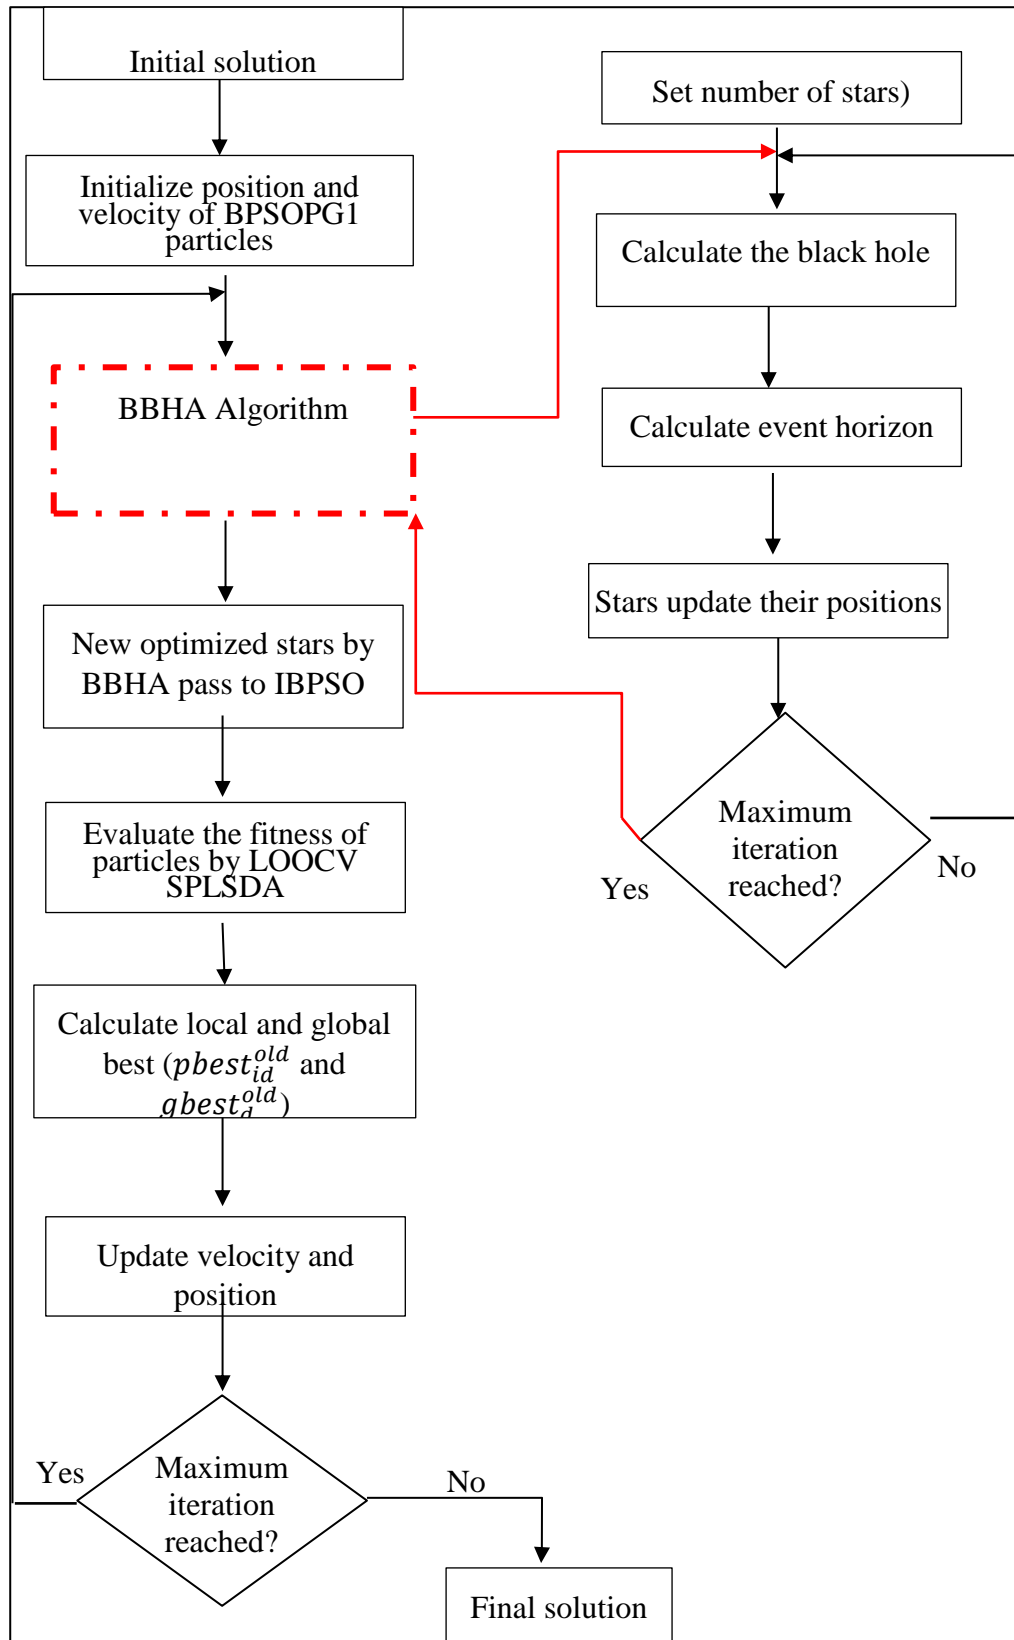 Initial solution
Initialize position and
velocity of BPSOPG1
particles
BBHA Algorithm
New optimized stars by
BBHA pass to IBPSO
Evaluate the fitness of
particles by LOOCV
SPLSDA
Calculate local and global
best (pbest_{id}^{old} and
gbest_{d}^{old})
Update velocity and
position
Yes
Maximum
iteration
reached?
No
Final solution
Set number of stars)
Calculate the black hole
Calculate event horizon
Stars update their positions
Maximum
iteration
reached?
Yes
No